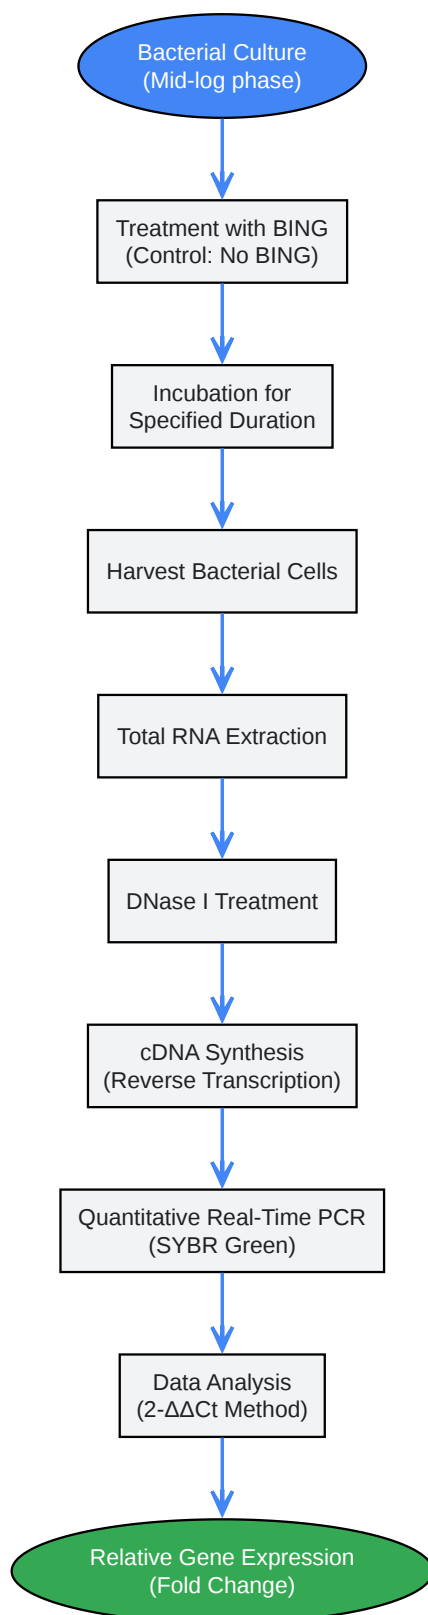 Bacterial Culture
(Mid-log phase)
Treatment with BING
(Control: No BING)
Incubation for
Specified Duration
Harvest Bacterial Cells
Total RNA Extraction
DNase I Treatment
cDNA Synthesis
(Reverse Transcription)
Quantitative Real-Time PCR
(SYBR Green)
Data Analysis
(2-ΔΔCt Method)
Relative Gene Expression
(Fold Change)